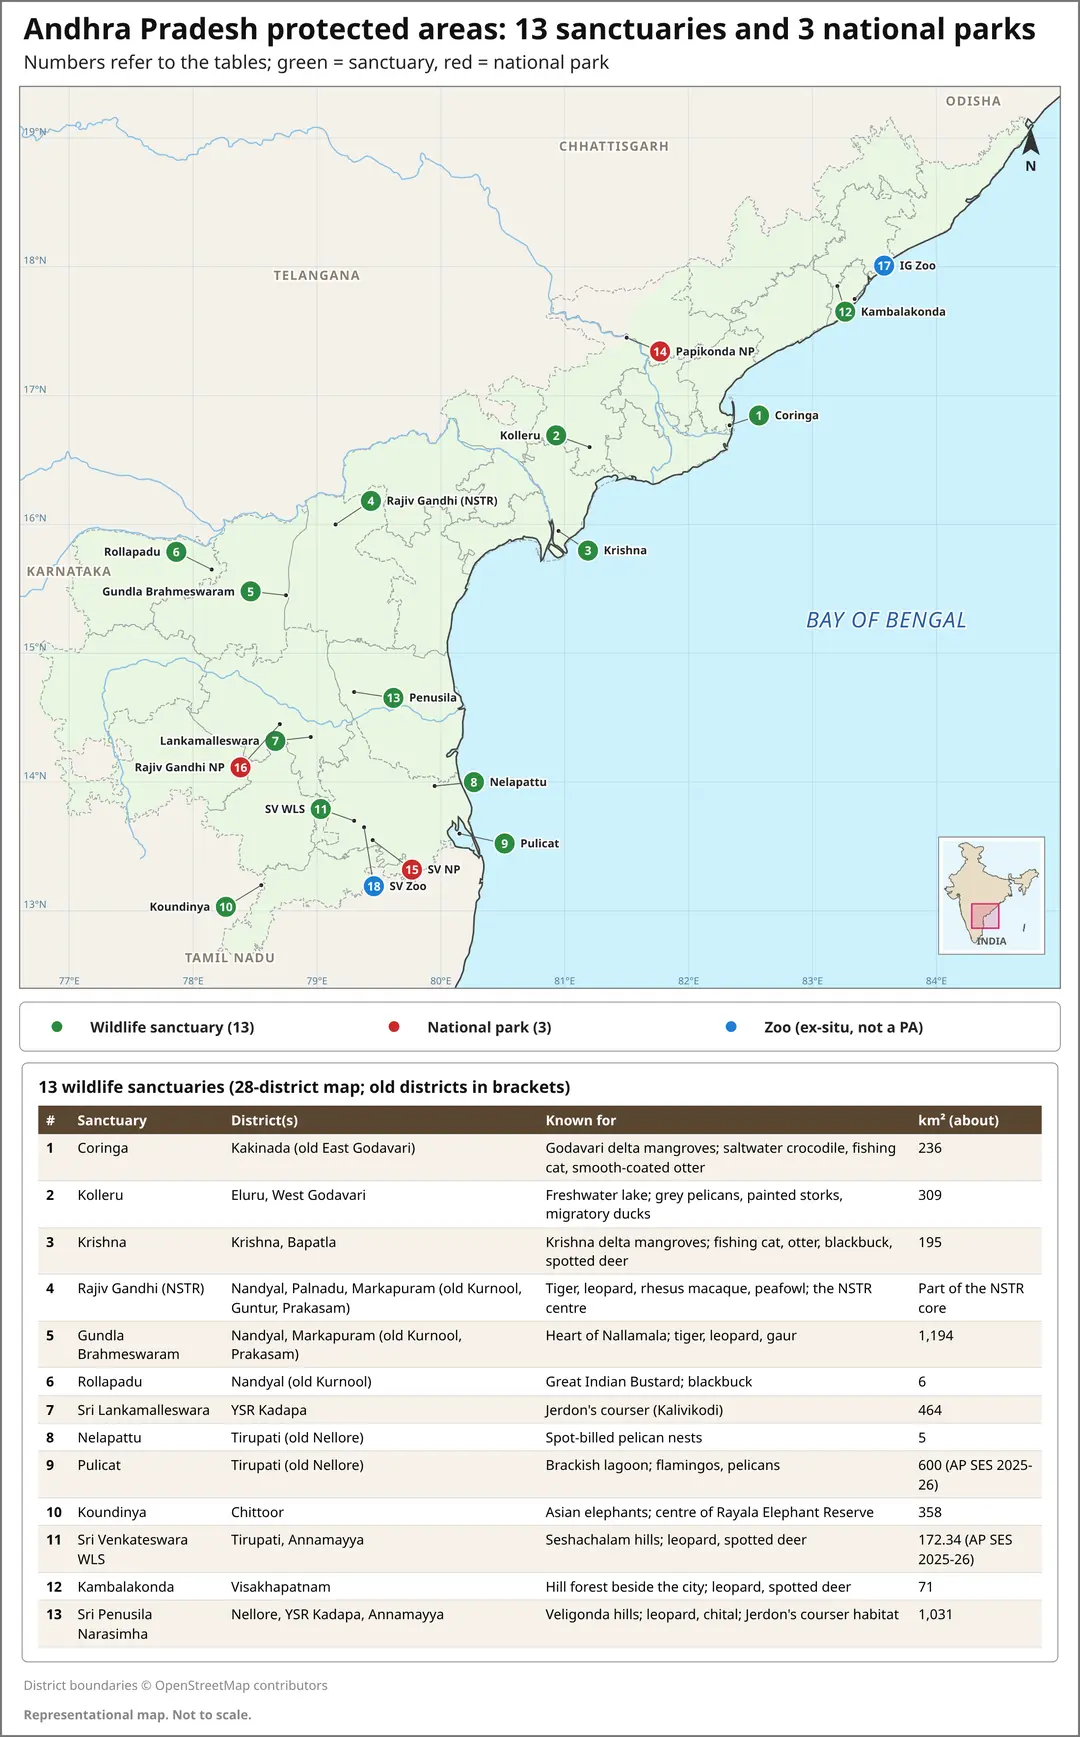 Andhra Pradesh protected areas: 13 sanctuaries and 3 national parks
Numbers refer to the tables; green = sanctuary, red = national park
ODISHA
19°N
CHHATTISGARH
N
18°N
17 IG Zoo
TELANGANA
12 Kambalakonda
14 Papikonda NP
17°N
1 Coringa
Kolleru 2
4 Rajiv Gandhi (NSTR)
16°N
Rollapadu 6
3 Krishna
KARNATAKA
Gundla Brahmeswaram 5
BAY OF BENGAL
15°N
13 Penusila
Lankamalleswara 7
Rajiv Gandhi NP 16
14°N
8 Nelapattu
SV WLS 11
9 Pulicat
15 SV NP
18 SV Zoo
13°N
Koundinya 10
INDIA
TAMIL NADU
77°E 78°E 79°E 80°E 81°E 82°E 83°E 84°E
Wildlife sanctuary (13) National park (3) Zoo (ex-situ, not a PA)
13 wildlife sanctuaries (28-district map; old districts in brackets)
# Sanctuary District(s) Known for km² (about)
1 Coringa Kakinada (old East Godavari) Godavari delta mangroves; saltwater crocodile, fishing 236
cat, smooth-coated otter
2 Kolleru Eluru, West Godavari Freshwater lake; grey pelicans, painted storks, 309
migratory ducks
3 Krishna Krishna, Bapatla Krishna delta mangroves; fishing cat, otter, blackbuck, 195
spotted deer
4 Rajiv Gandhi (NSTR) Nandyal, Palnadu, Markapuram (old Kurnool, Tiger, leopard, rhesus macaque, peafowl; the NSTR Part of the NSTR
Guntur, Prakasam) centre core
5 Gundla Nandyal, Markapuram (old Kurnool, Heart of Nallamala; tiger, leopard, gaur 1,194
Brahmeswaram Prakasam)
6 Rollapadu Nandyal (old Kurnool) Great Indian Bustard; blackbuck 6
7 Sri Lankamalleswara YSR Kadapa Jerdon's courser (Kalivikodi) 464
8 Nelapattu Tirupati (old Nellore) Spot-billed pelican nests 5
9 Pulicat Tirupati (old Nellore) Brackish lagoon; flamingos, pelicans 600 (AP SES 2025-
26)
10 Koundinya Chittoor Asian elephants; centre of Rayala Elephant Reserve 358
11 Sri Venkateswara Tirupati, Annamayya Seshachalam hills; leopard, spotted deer 172.34 (AP SES
WLS 2025-26)
12 Kambalakonda Visakhapatnam Hill forest beside the city; leopard, spotted deer 71
13 Sri Penusila Nellore, YSR Kadapa, Annamayya Veligonda hills; leopard, chital; Jerdon's courser habitat 1,031
Narasimha
District boundaries © OpenStreetMap contributors
Representational map. Not to scale.